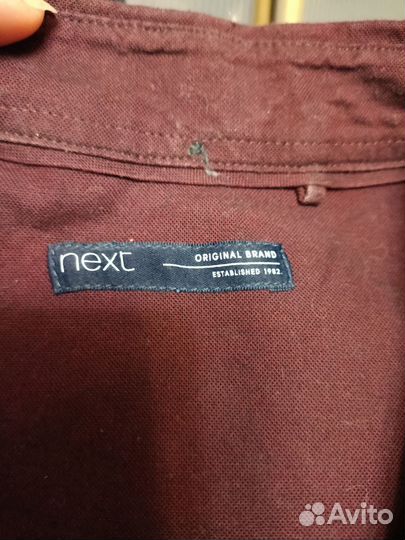 next
ORIGINAL BRAND
ESTABLISHED 1982
Avito